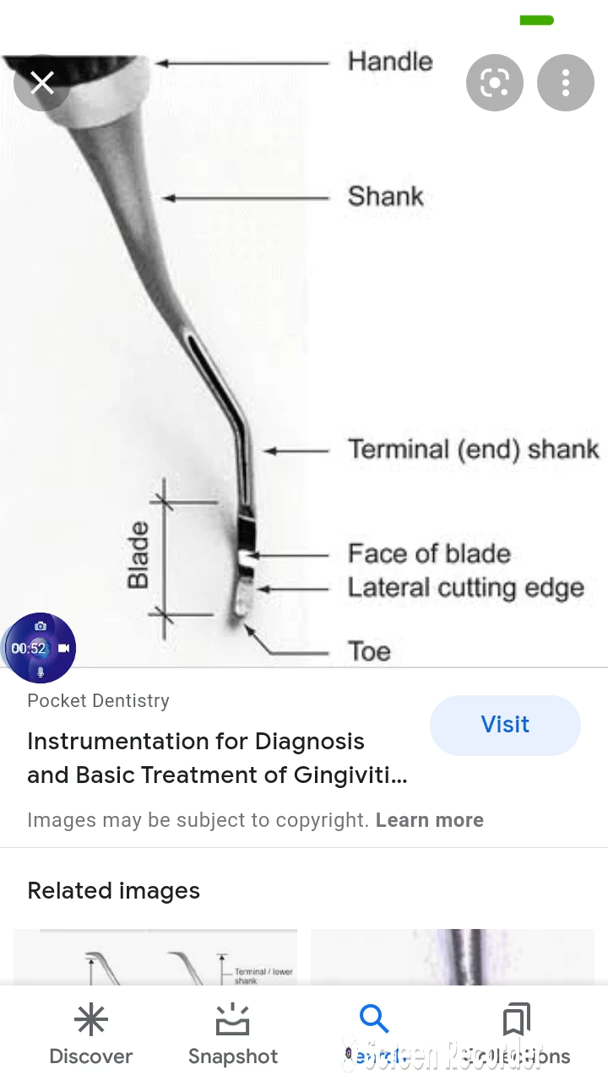 Handle
Shank
Terminal (end) shank
Blade
Face of blade
Lateral cutting edge
Toe
00:52
Pocket Dentistry
Instrumentation for Diagnosis
and Basic Treatment of Gingiviti...
Visit
Images may be subject to copyright. Learn more
Related images
Terminal / lower
shank
Discover
Snapshot
Screen Recorder